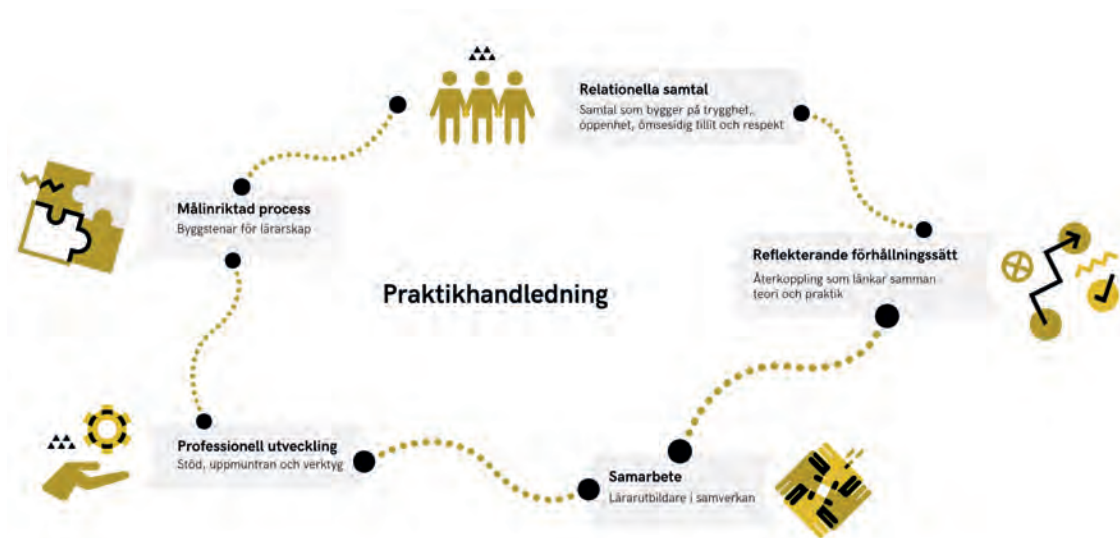 Relationella samtal
Samtal som bygger på trygghet,
öppenhet, ömsesidig tillit och respekt
Målinriktad process
Byggstenar för lärarskap
Reflekterande förhållningssätt
Återkoppling som länkar samman
teori och praktik
Praktikhandledning
Professionell utveckling
Stöd, uppmuntran och verktyg
Samarbete
Lärarutbildare i samverkan